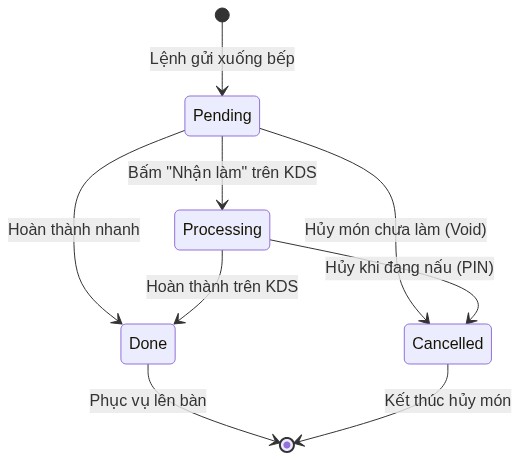 Lệnh gửi xuống bếp
Pending
Bấm "Nhận làm" trên KDS
Hoàn thành nhanh
Processing
Hủy món chưa làm (Void)
Hủy khi đang nấu (PIN)
Hoàn thành trên KDS
Done
Cancelled
Phục vụ lên bàn
Kết thúc hủy món